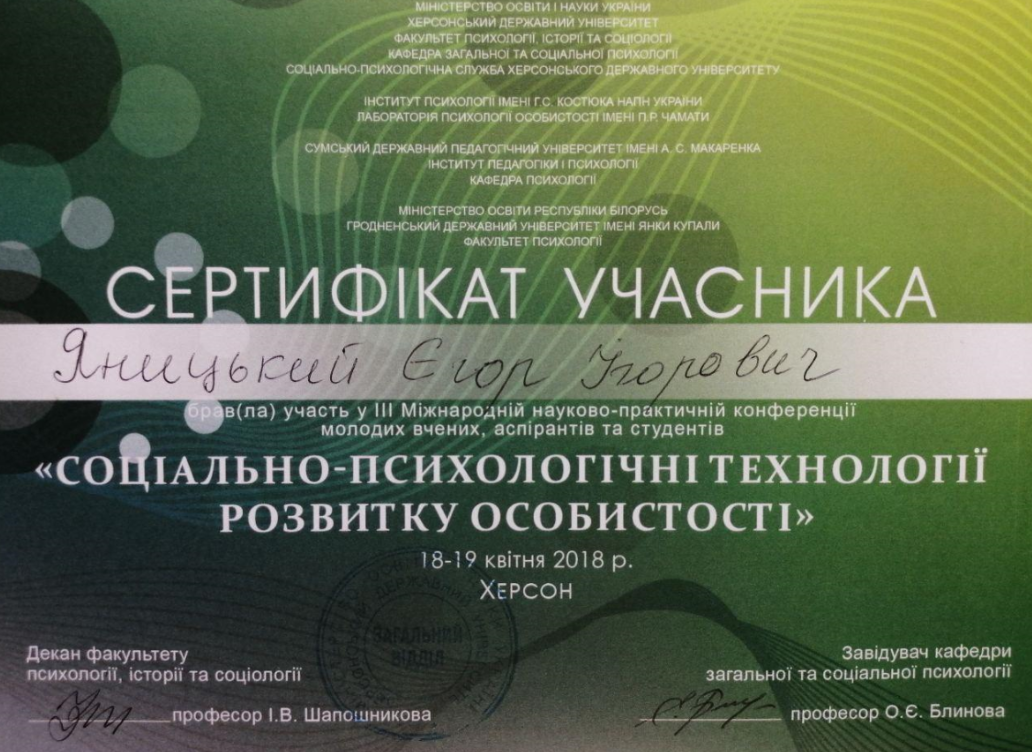 МІНІСТЕРСТВО ОСВІТИ І НАУКИ УКРАЇНИ
ХЕРСОНСЬКИЙ ДЕРЖАВНИЙ УНІВЕРСИТЕТ
ФАКУЛЬТЕТ ПСИХОЛОГІЇ, ІСТОРІЇ ТА СОЦІОЛОГІЇ
КАФЕДРА ЗАГАЛЬНОЇ ТА СОЦІАЛЬНОЇ ПСИХОЛОГІЇ
СОЦІАЛЬНО-ПСИХОЛОГІЧНА СЛУЖБА ХЕРСОНСЬКОГО ДЕРЖАВНОГО УНІВЕРСИТЕТУ
ІНСТИТУТ ПСИХОЛОГІЇ ІМЕНІ Г.С. КОСТЮКА НАПН УКРАЇНИ
ЛАБОРАТОРІЯ ПСИХОЛОГІЇ ОСОБИСТОСТІ ІМЕНІ П.Р. ЧАМАТИ
СУМСЬКИЙ ДЕРЖАВНИЙ ПЕДАГОГІЧНИЙ УНІВЕРСИТЕТ ІМЕНІ А. С. МАКАРЕНКА
ІНСТИТУТ ПЕДАГОГІКИ І ПСИХОЛОГІЇ
КАФЕДРА ПСИХОЛОГІЇ
МІНІСТЕРСТВО ОСВІТИ РЕСПУБЛІКИ БІЛОРУСЬ
ГРОДНЕНСЬКИЙ ДЕРЖАВНИЙ УНІВЕРСИТЕТ ІМЕНІ ЯНКИ КУПАЛИ
ФАКУЛЬТЕТ ПСИХОЛОГІЇ
СЕРТИФІКАТ УЧАСНИКА
Яницький Єгор Ігорович
брав(ла) участь у III Міжнародній науково-практичній конференції
молодих вчених, аспірантів та студентів
«СОЦІАЛЬНО-ПСИХОЛОГІЧНІ ТЕХНОЛОГІЇ
РОЗВИТКУ ОСОБИСТОСТІ»
18-19 квітня 2018 р.
ХЕРСОН
ЗАГАЛЬНИЙ
ВІДДІЛ
Декан факультету
психології, історії та соціології
професор І.В. Шапошникова
Завідувач кафедри
загальної та соціальної психології
професор О.Є. Блинова